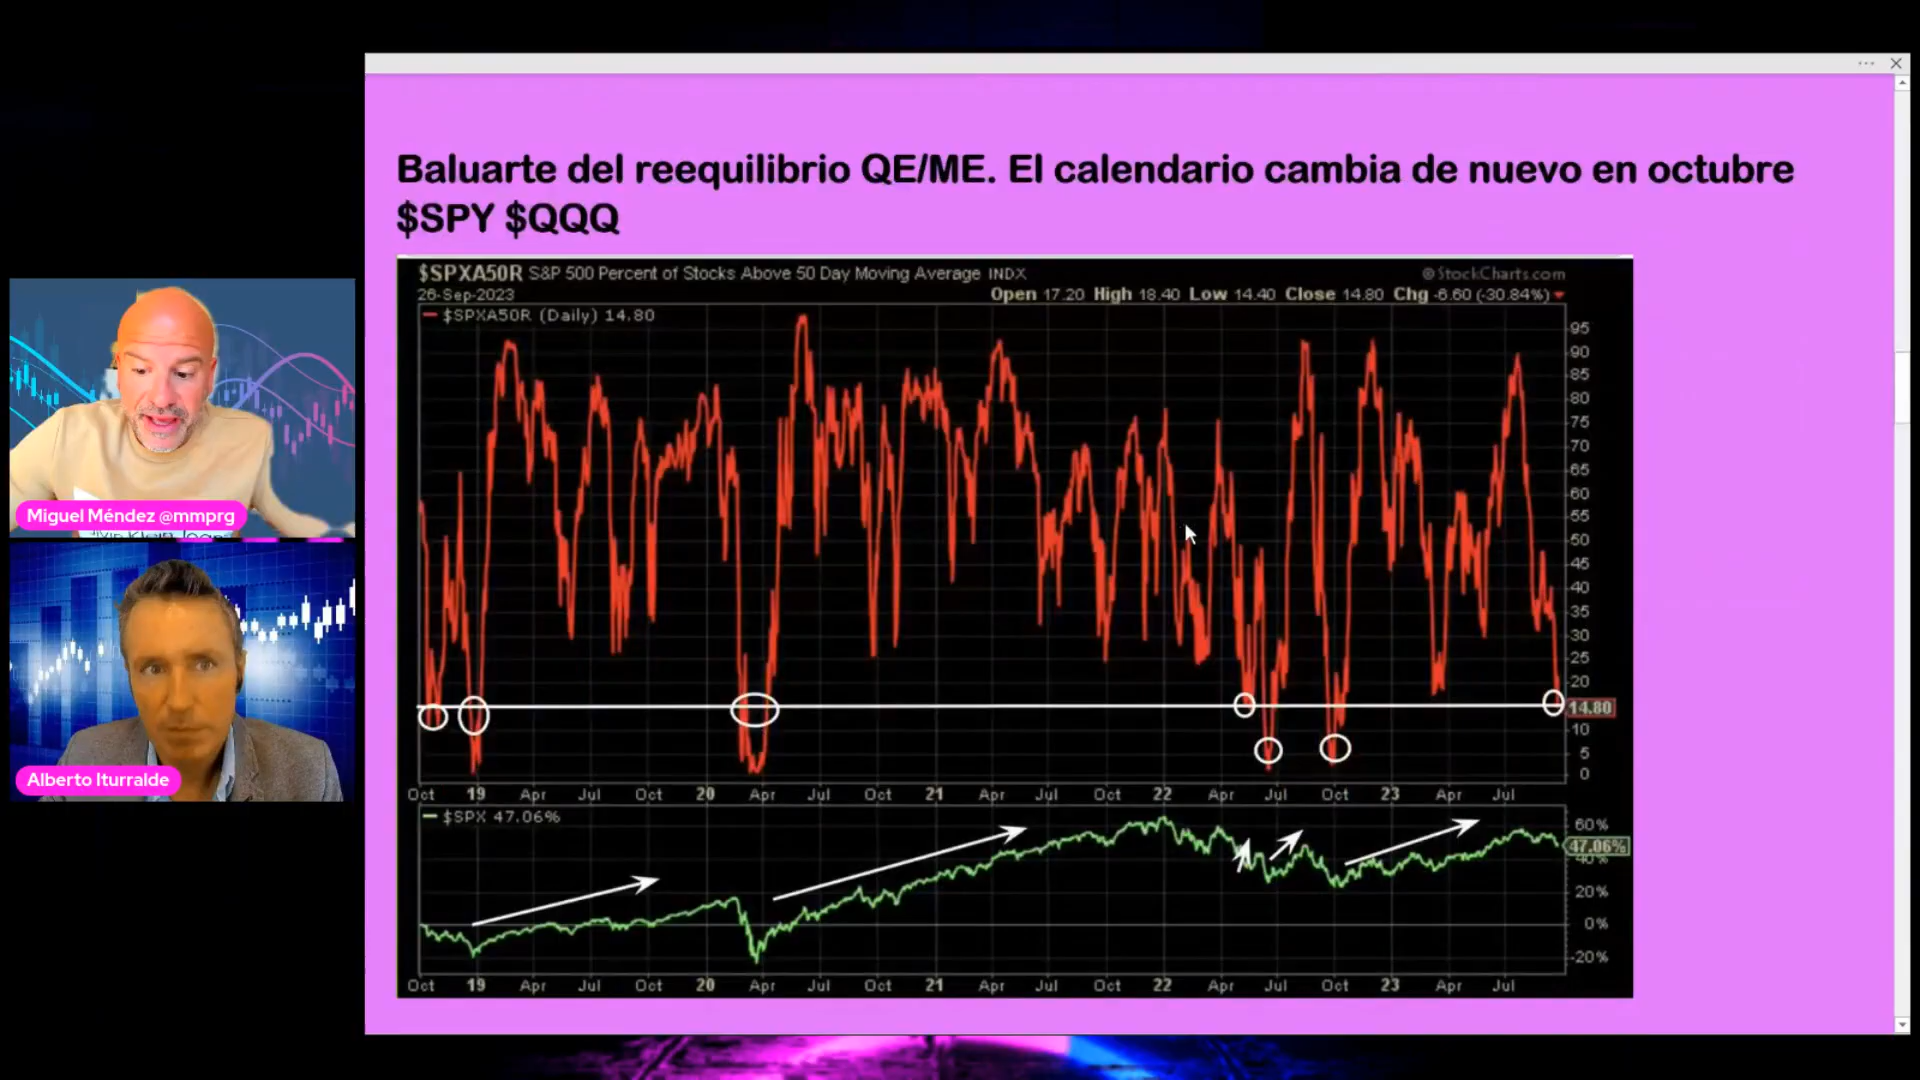 Baluarte del reequilibrio QE/ME. El calendario cambia de nuevo en octubre
$SPY $QQQ
$SPXA50R S&P 500 Percent of Stocks Above 50 Day Moving Average INDX
© StockCharts.com
26-Sep-2023
Open 17.20 High 18.40 Low 14.40 Close 14.80 Chg -6.60 (-30.84%)
$SPXA50R (Daily) 14.80
95
90
85
80
75
70
65
60
55
50
45
40
35
30
25
20
14.80
10
5
0
Oct 19 Apr Jul Oct 20 Apr Jul Oct 21 Apr Jul Oct 22 Apr Jul Oct 23 Apr Jul
$SPX 47.06%
60%
47.06%
40%
20%
0%
-20%
Oct 19 Apr Jul Oct 20 Apr Jul Oct 21 Apr Jul Oct 22 Apr Jul Oct 23 Apr Jul
Miguel Méndez @mmprg
Alberto Iturralde